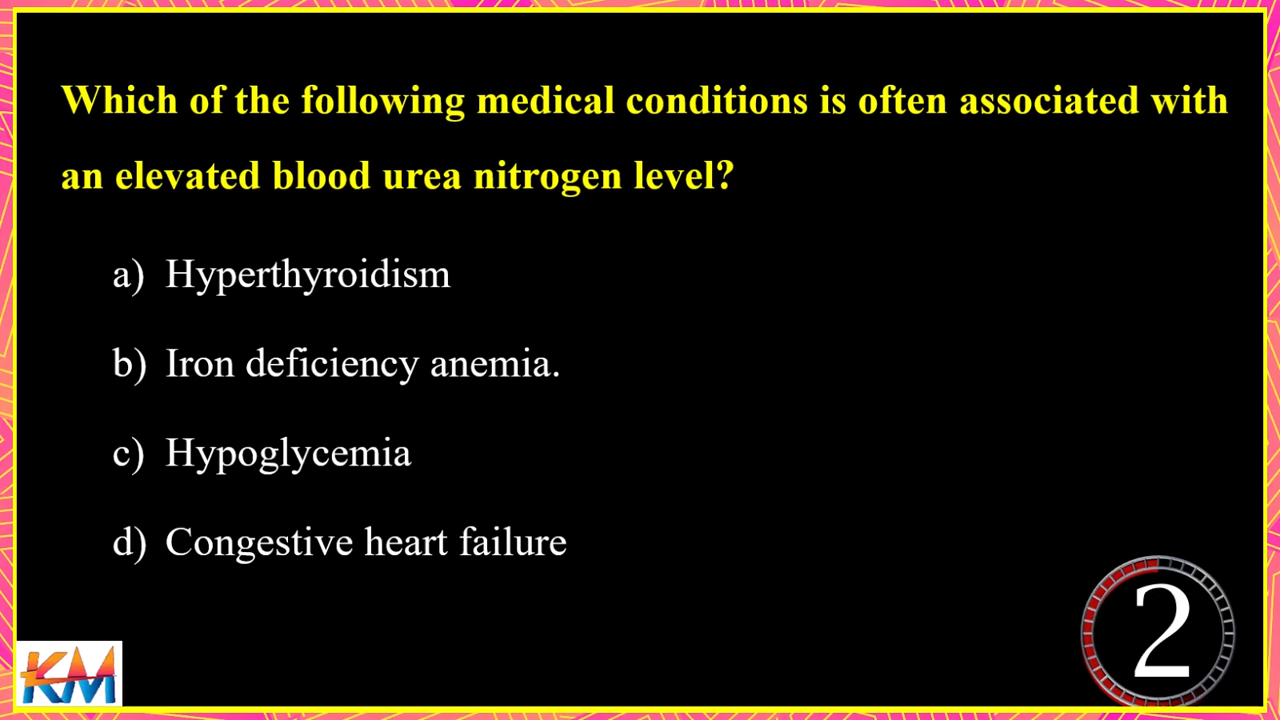 Which of the following medical conditions is often associated with
an elevated blood urea nitrogen level?
a) Hyperthyroidism
b) Iron deficiency anemia.
c) Hypoglycemia
d) Congestive heart failure
2
KM